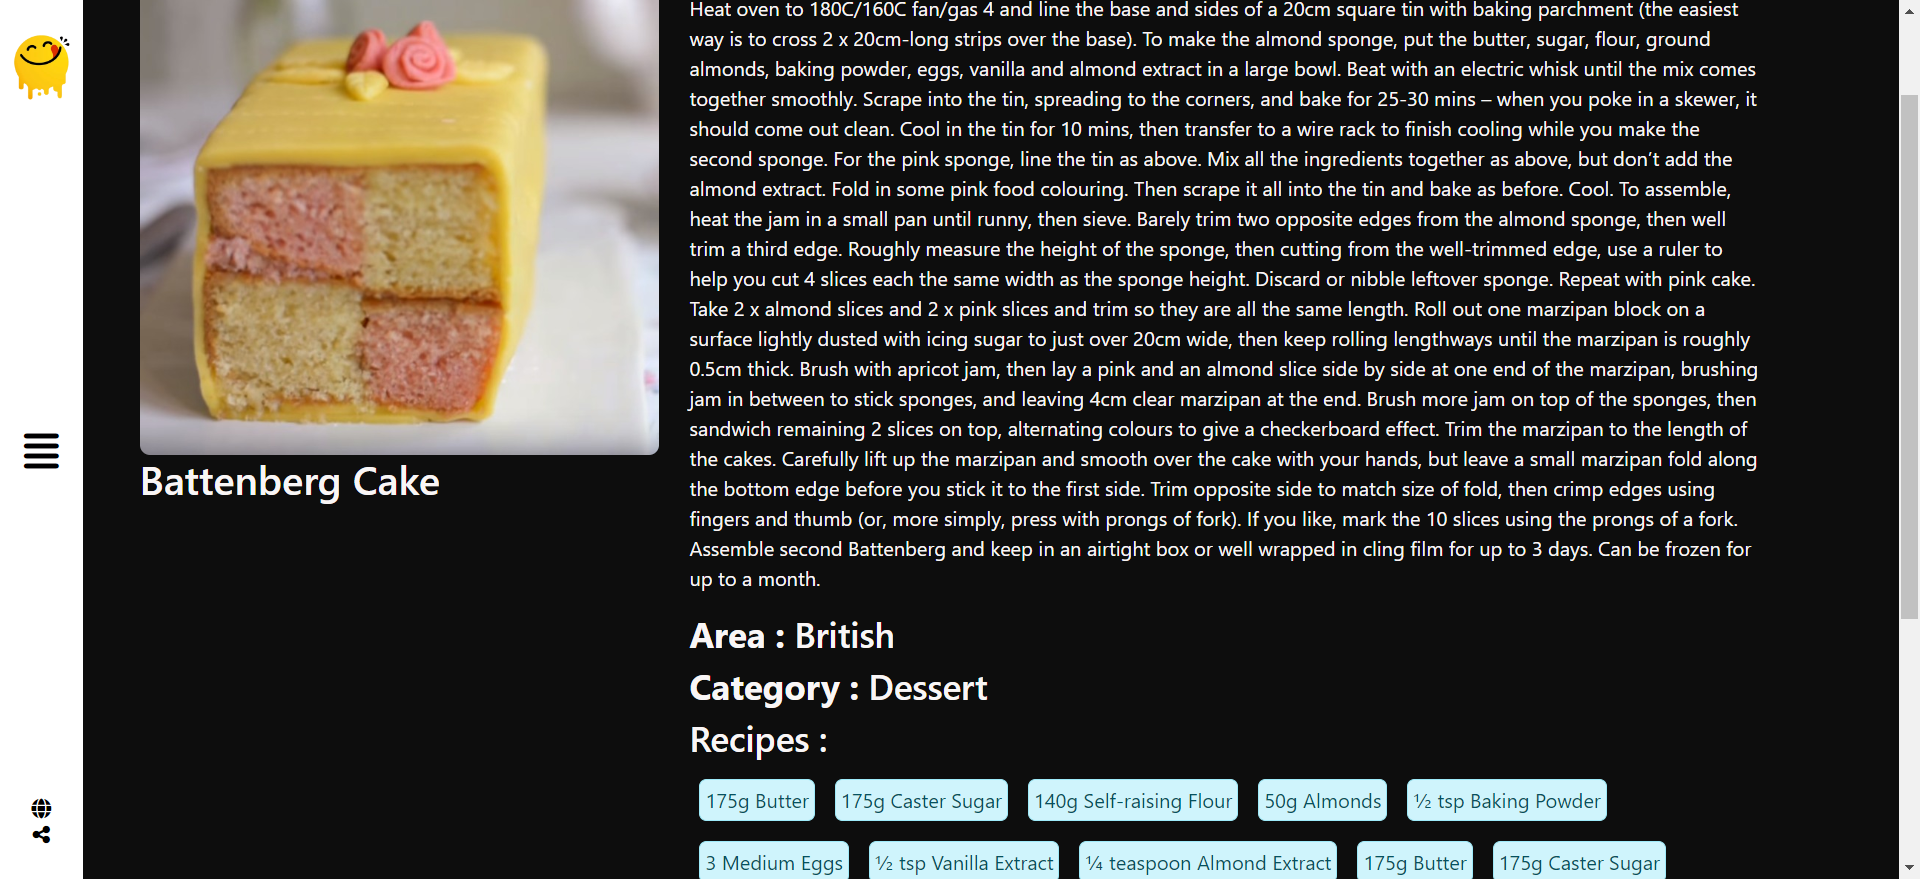 Heat oven to 180C/160C fan/gas 4 and line the base and sides of a 20cm square tin with baking parchment (the easiest
way is to cross 2 x 20cm-long strips over the base). To make the almond sponge, put the butter, sugar, flour, ground
almonds, baking powder, eggs, vanilla and almond extract in a large bowl. Beat with an electric whisk until the mix comes
together smoothly. Scrape into the tin, spreading to the corners, and bake for 25-30 mins – when you poke in a skewer, it
should come out clean. Cool in the tin for 10 mins, then transfer to a wire rack to finish cooling while you make the
second sponge. For the pink sponge, line the tin as above. Mix all the ingredients together as above, but don’t add the
almond extract. Fold in some pink food colouring. Then scrape it all into the tin and bake as before. Cool. To assemble,
heat the jam in a small pan until runny, then sieve. Barely trim two opposite edges from the almond sponge, then well
trim a third edge. Roughly measure the height of the sponge, then cutting from the well-trimmed edge, use a ruler to
help you cut 4 slices each the same width as the sponge height. Discard or nibble leftover sponge. Repeat with pink cake.
Take 2 x almond slices and 2 x pink slices and trim so they are all the same length. Roll out one marzipan block on a
surface lightly dusted with icing sugar to just over 20cm wide, then keep rolling lengthways until the marzipan is roughly
0.5cm thick. Brush with apricot jam, then lay a pink and an almond slice side by side at one end of the marzipan, brushing
jam in between to stick sponges, and leaving 4cm clear marzipan at the end. Brush more jam on top of the sponges, then
sandwich remaining 2 slices on top, alternating colours to give a checkerboard effect. Trim the marzipan to the length of
the cakes. Carefully lift up the marzipan and smooth over the cake with your hands, but leave a small marzipan fold along
the bottom edge before you stick it to the first side. Trim opposite side to match size of fold, then crimp edges using
fingers and thumb (or, more simply, press with prongs of fork). If you like, mark the 10 slices using the prongs of a fork.
Assemble second Battenberg and keep in an airtight box or well wrapped in cling film for up to 3 days. Can be frozen for
up to a month.
Battenberg Cake
Area : British
Category : Dessert
Recipes :
175g Butter 175g Caster Sugar 140g Self-raising Flour 50g Almonds ½ tsp Baking Powder
3 Medium Eggs ½ tsp Vanilla Extract ¼ teaspoon Almond Extract 175g Butter 175g Caster Sugar